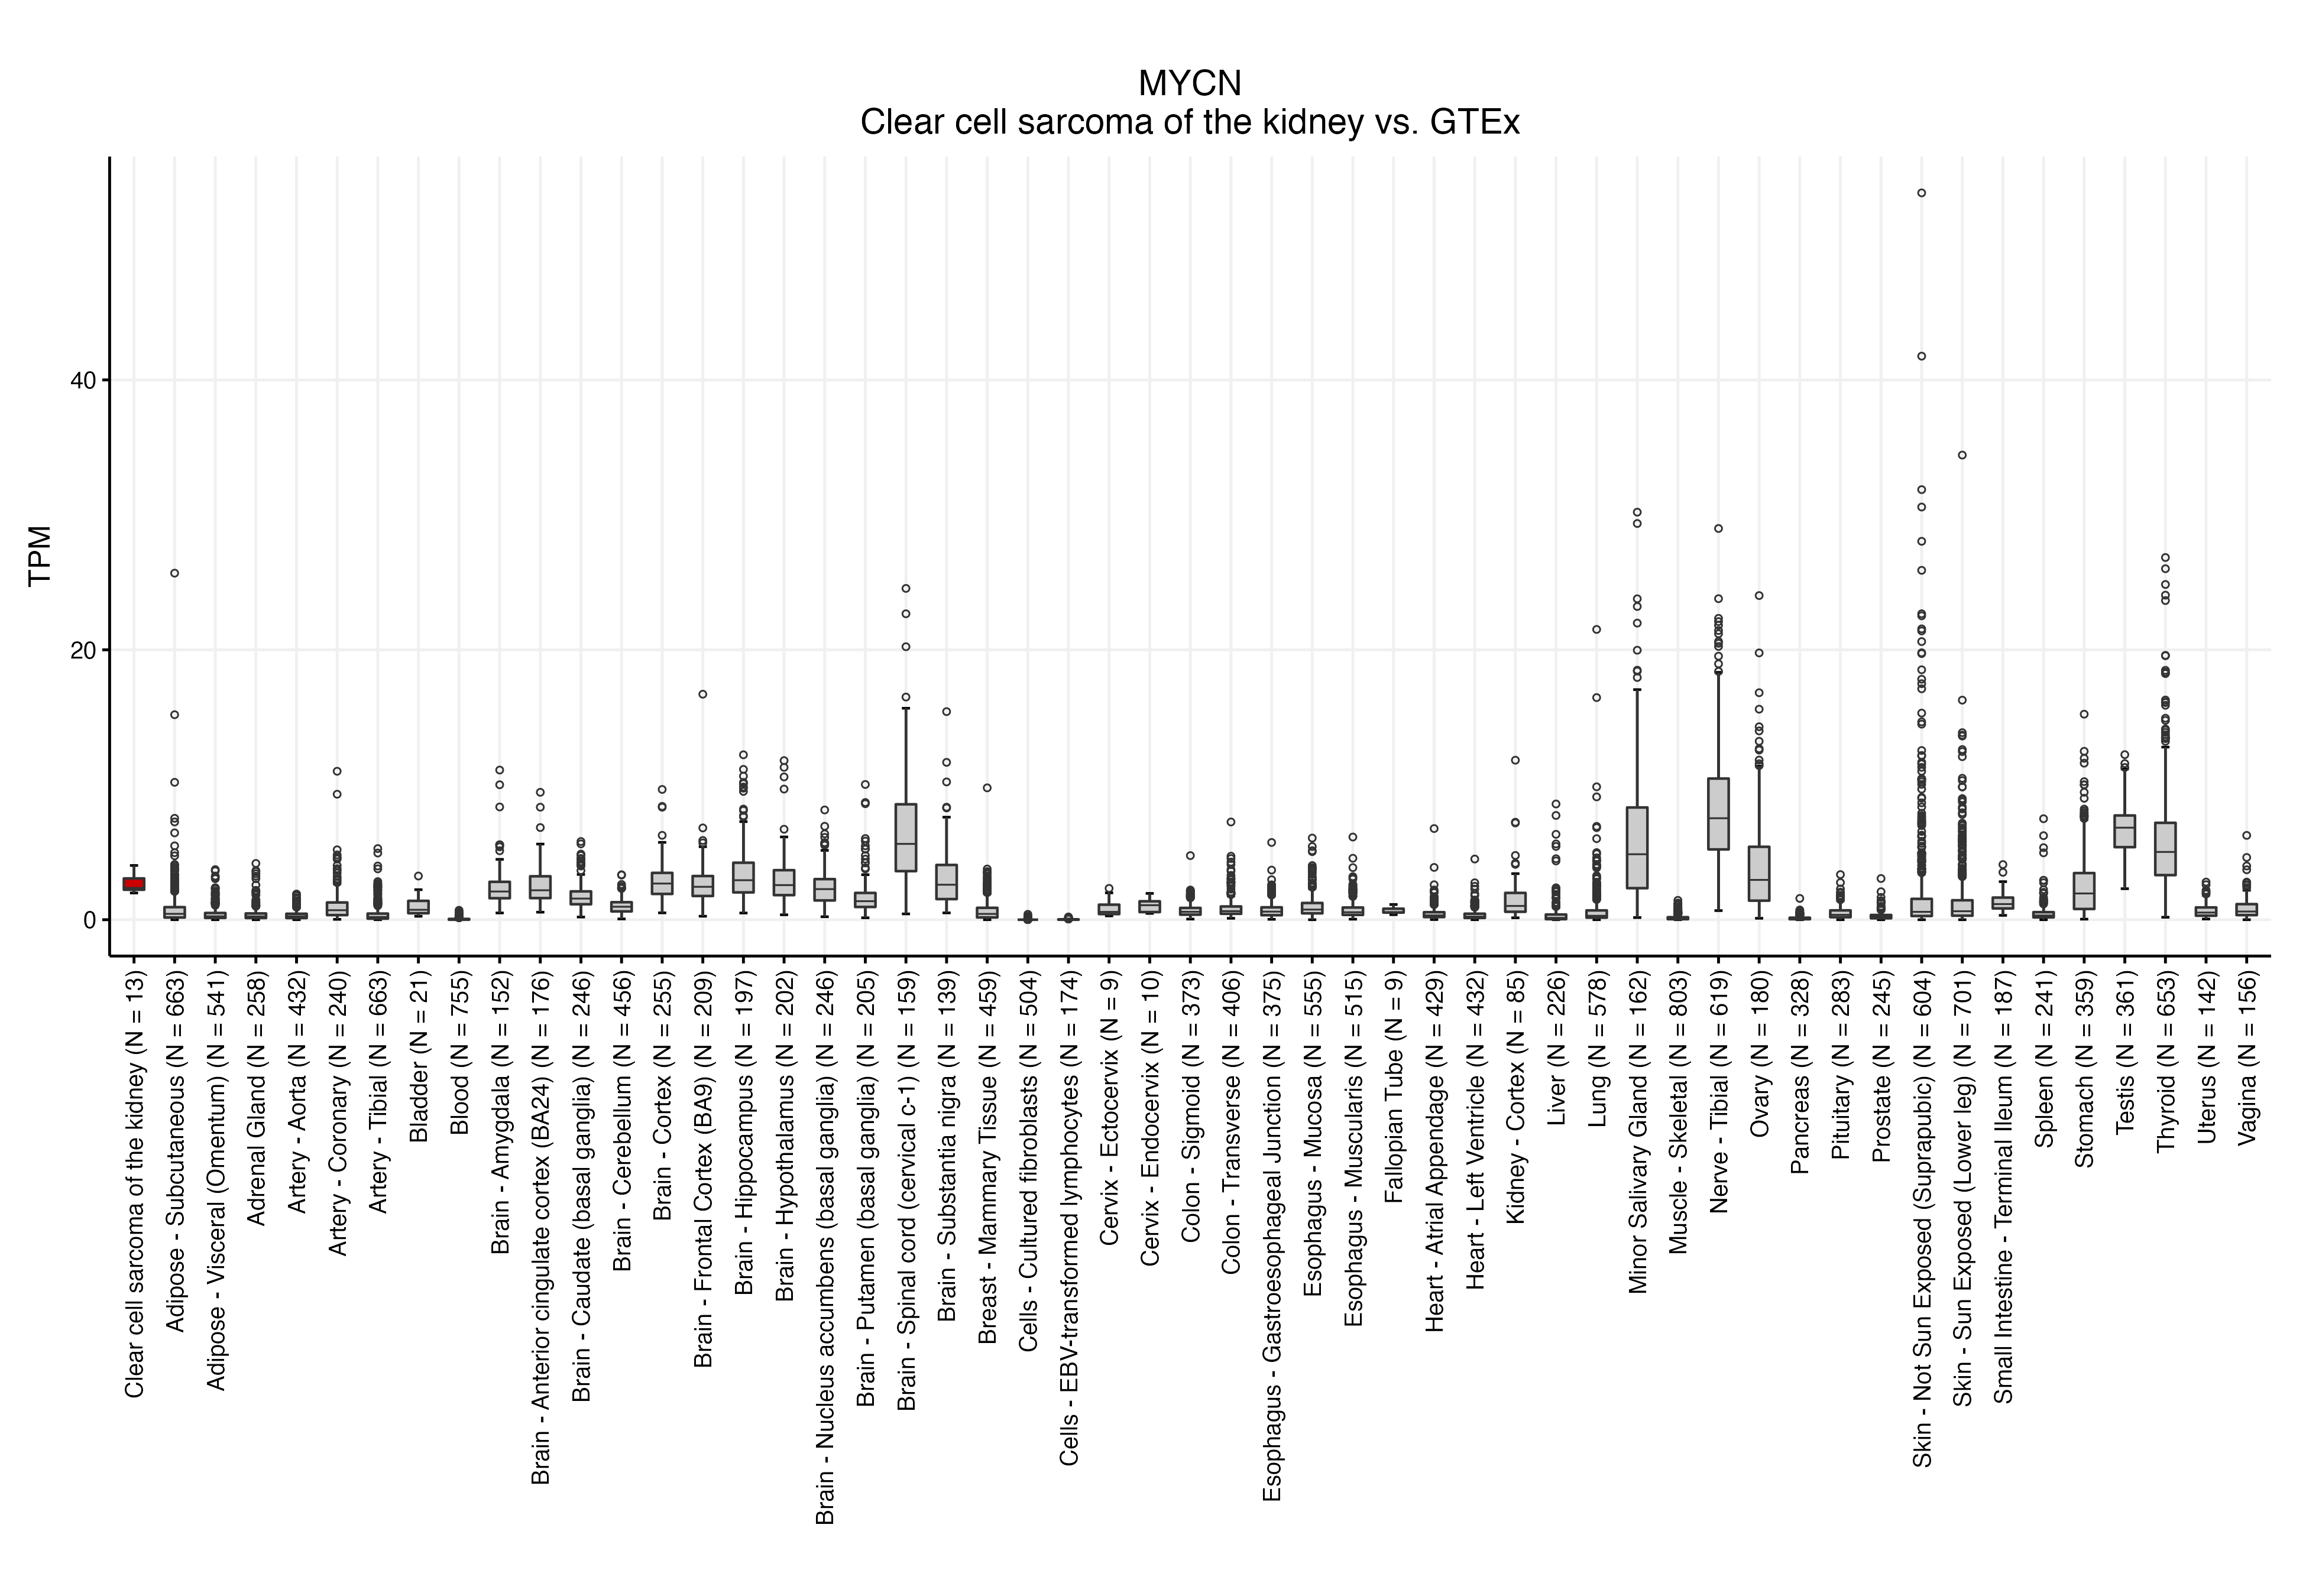 MYCN
Clear cell sarcoma of the kidney vs. GTEx
TPM
40
20
0
Clear cell sarcoma of the kidney (N = 13)
Adipose - Subcutaneous (N = 663)
Adipose - Visceral (Omentum) (N = 541)
Adrenal Gland (N = 258)
Artery - Aorta (N = 432)
Artery - Coronary (N = 240)
Artery - Tibial (N = 663)
Bladder (N = 21)
Blood (N = 755)
Brain - Amygdala (N = 152)
Brain - Anterior cingulate cortex (BA24) (N = 176)
Brain - Caudate (basal ganglia) (N = 246)
Brain - Cerebellum (N = 456)
Brain - Cortex (N = 255)
Brain - Frontal Cortex (BA9) (N = 209)
Brain - Hippocampus (N = 197)
Brain - Hypothalamus (N = 202)
Brain - Nucleus accumbens (basal ganglia) (N = 246)
Brain - Putamen (basal ganglia) (N = 205)
Brain - Spinal cord (cervical c-1) (N = 159)
Brain - Substantia nigra (N = 139)
Breast - Mammary Tissue (N = 459)
Cells - Cultured fibroblasts (N = 504)
Cells - EBV-transformed lymphocytes (N = 174)
Cervix - Ectocervix (N = 9)
Cervix - Endocervix (N = 10)
Colon - Sigmoid (N = 373)
Colon - Transverse (N = 406)
Esophagus - Gastroesophageal Junction (N = 375)
Esophagus - Mucosa (N = 555)
Esophagus - Muscularis (N = 515)
Fallopian Tube (N = 9)
Heart - Atrial Appendage (N = 429)
Heart - Left Ventricle (N = 432)
Kidney - Cortex (N = 85)
Liver (N = 226)
Lung (N = 578)
Minor Salivary Gland (N = 162)
Muscle - Skeletal (N = 803)
Nerve - Tibial (N = 619)
Ovary (N = 180)
Pancreas (N = 328)
Pituitary (N = 283)
Prostate (N = 245)
Skin - Not Sun Exposed (Suprapubic) (N = 604)
Skin - Sun Exposed (Lower leg) (N = 701)
Small Intestine - Terminal Ileum (N = 187)
Spleen (N = 241)
Stomach (N = 359)
Testis (N = 361)
Thyroid (N = 653)
Uterus (N = 142)
Vagina (N = 156)